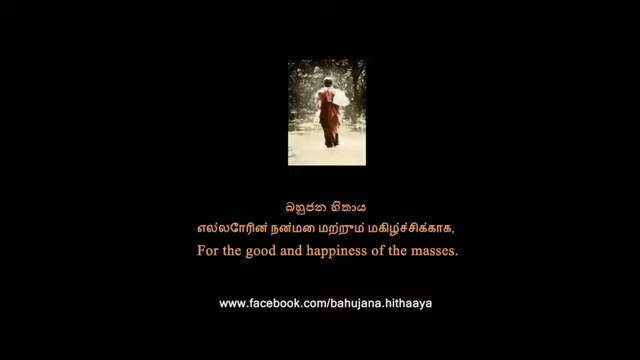 බහුජන හිතාය
எல்லாேரின் நன்மை மற்றும் மகிழ்ச்சிக்காக.
For the good and happiness of the masses.
www.facebook.com/bahujana.hithaaya